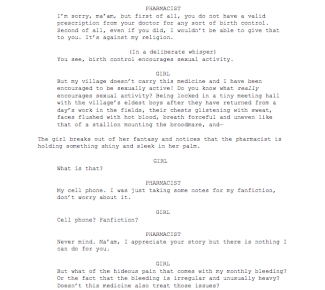 PHARMACIST
I'm sorry, ma'am, but first of all, you do not have a valid
prescription from your doctor for any sort of birth control.
Second of all, even if you did, I wouldn't be able to give that
to you. It's against my religion.
(In a deliberate whisper)
You see, birth control encourages sexual activity.
GIRL
But my village doesn't carry this medicine and I have been
encouraged to be sexually active! Do you know what really
encourages sexual activity? Being locked in a tiny meeting hall
with the village's eldest boys after they have returned from a
day's work in the fields, their chests glistening with sweat,
faces flushed with hot blood, breath forceful and uneven like
that of a stallion mounting the broodmare, and—
The girl breaks out of her fantasy and notices that the pharmacist is
holding something shiny and sleek in her palm.
GIRL
What is that?
PHARMACIST
My cell phone. I was just taking some notes for my fanfiction,
don't worry about it.
GIRL
Cell phone? Fanfiction?
PHARMACIST
Never mind. Ma'am, I appreciate your story but there is nothing I
can do for you.
GIRL
But what of the hideous pain that comes with my monthly bleeding?
Or the fact that the bleeding is irregular and unusually heavy?
Doesn't this medicine also treat those issues?